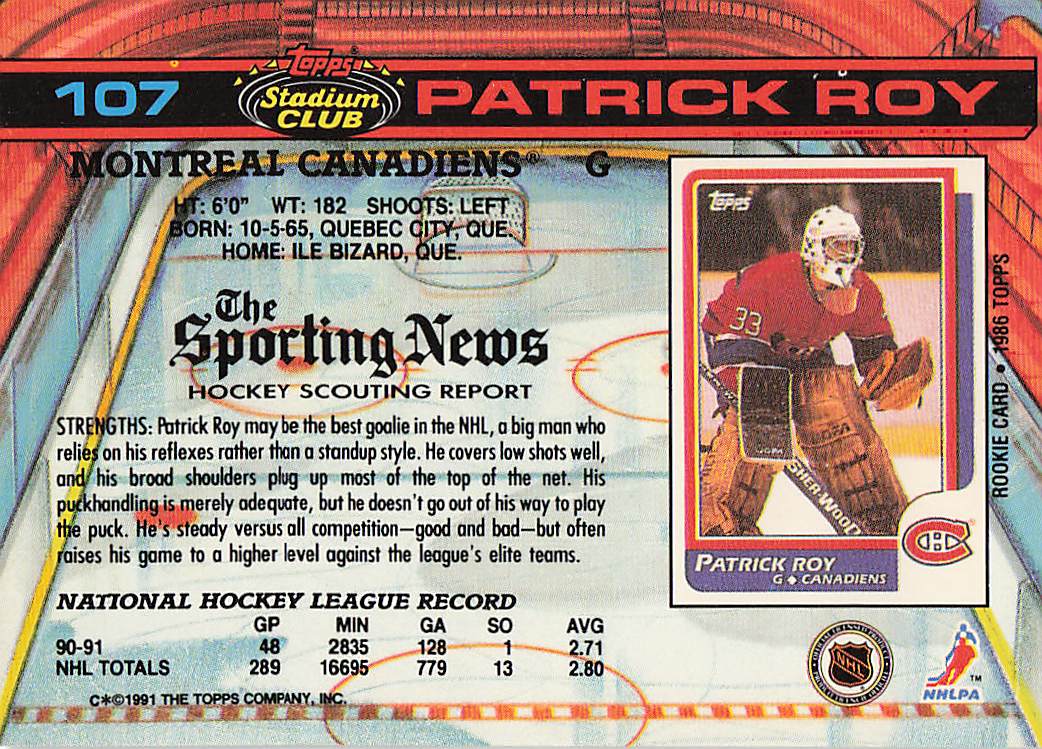 107
Topps®
Stadium
CLUB
PATRICK ROY
MONTREAL CANADIENS® G
HT: 6'0" WT: 182 SHOOTS: LEFT
BORN: 10-5-65, QUEBEC CITY, QUE.
HOME: ILE BIZARD, QUE.
The
Sporting News
HOCKEY SCOUTING REPORT
STRENGTHS: Patrick Roy may be the best goalie in the NHL, a big man who
relies on his reflexes rather than a standup style. He covers low shots well,
and his broad shoulders plug up most of the top of the net. His
puckhandling is merely adequate, but he doesn't go out of his way to play
the puck. He's steady versus all competition—good and bad—but often
raises his game to a higher level against the league's elite teams.
NATIONAL HOCKEY LEAGUE RECORD
GP MIN GA SO AVG
90-91 48 2835 128 1 2.71
NHL TOTALS 289 16695 779 13 2.80
C*©1991 THE TOPPS COMPANY, INC.
Topps
33
SHER-WOOD
PATRICK ROY
G ◆ CANADIENS
ROOKIE CARD • 1986 TOPPS
NHL
NHLPA
TM